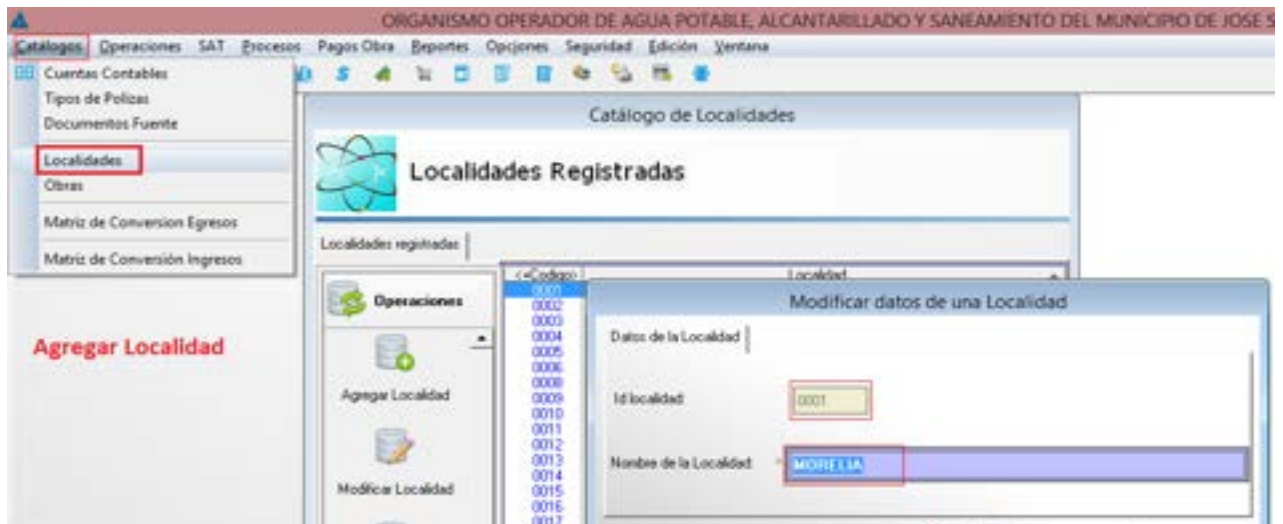 ORGANISMO OPERADOR DE AGUA POTABLE, ALCANTARILLADO Y SANEAMIENTO DEL MUNICIPIO DE JOSE S
Catálogos Operaciones SAT Procesos Pagos Obra Reportes Opciones Seguridad Edición Ventana
Cuentas Contables
Tipos de Polizas
Documentos Fuente
Localidades
Obras
Matriz de Conversion Egresos
Matriz de Conversión Ingresos
Agregar Localidad
Catálogo de Localidades
Localidades Registradas
Localidades registradas
Operaciones
Agregar Localidad
Modificar Localidad
<+Codigo> Localidad
0001
0002
0003
0004
0005
0006
0008
0009
0010
0011
0012
0013
0014
0015
0016
0017
Modificar datos de una Localidad
Datos de la Localidad
Id localidad 0001
Nombre de la Localidad * MORELIA